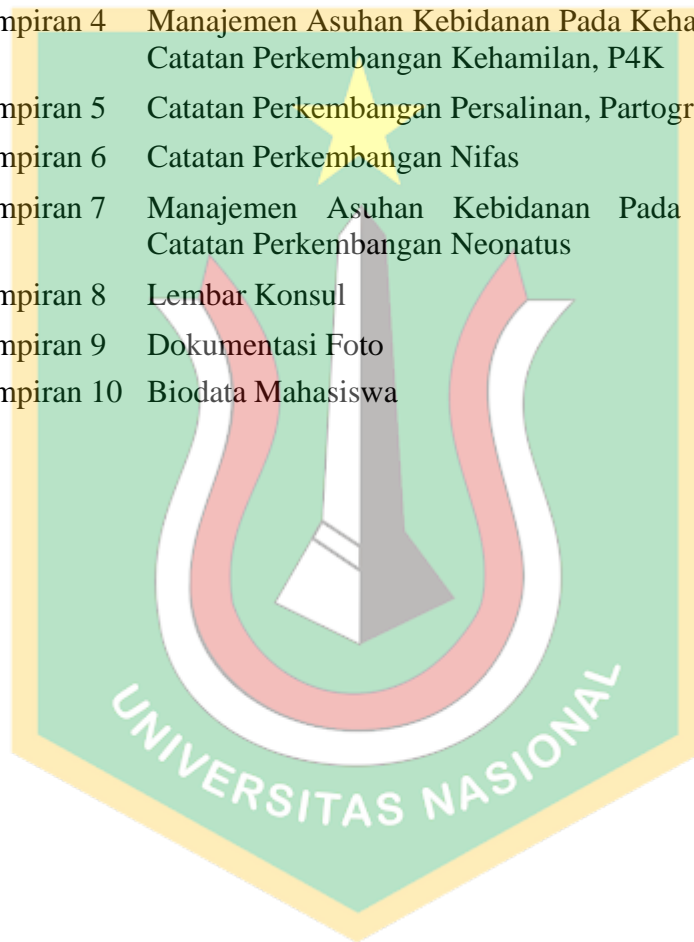 mpiran 4 Manajemen Asuhan Kebidanan Pada Keha
Catatan Perkembangan Kehamilan, P4K
mpiran 5 Catatan Perkembangan Persalinan, Partogr
mpiran 6 Catatan Perkembangan Nifas
mpiran 7 Manajemen Asuhan Kebidanan Pada
Catatan Perkembangan Neonatus
mpiran 8 Lembar Konsul
mpiran 9 Dokumentasi Foto
mpiran 10 Biodata Mahasiswa
UNIVERSITAS NASIONAL